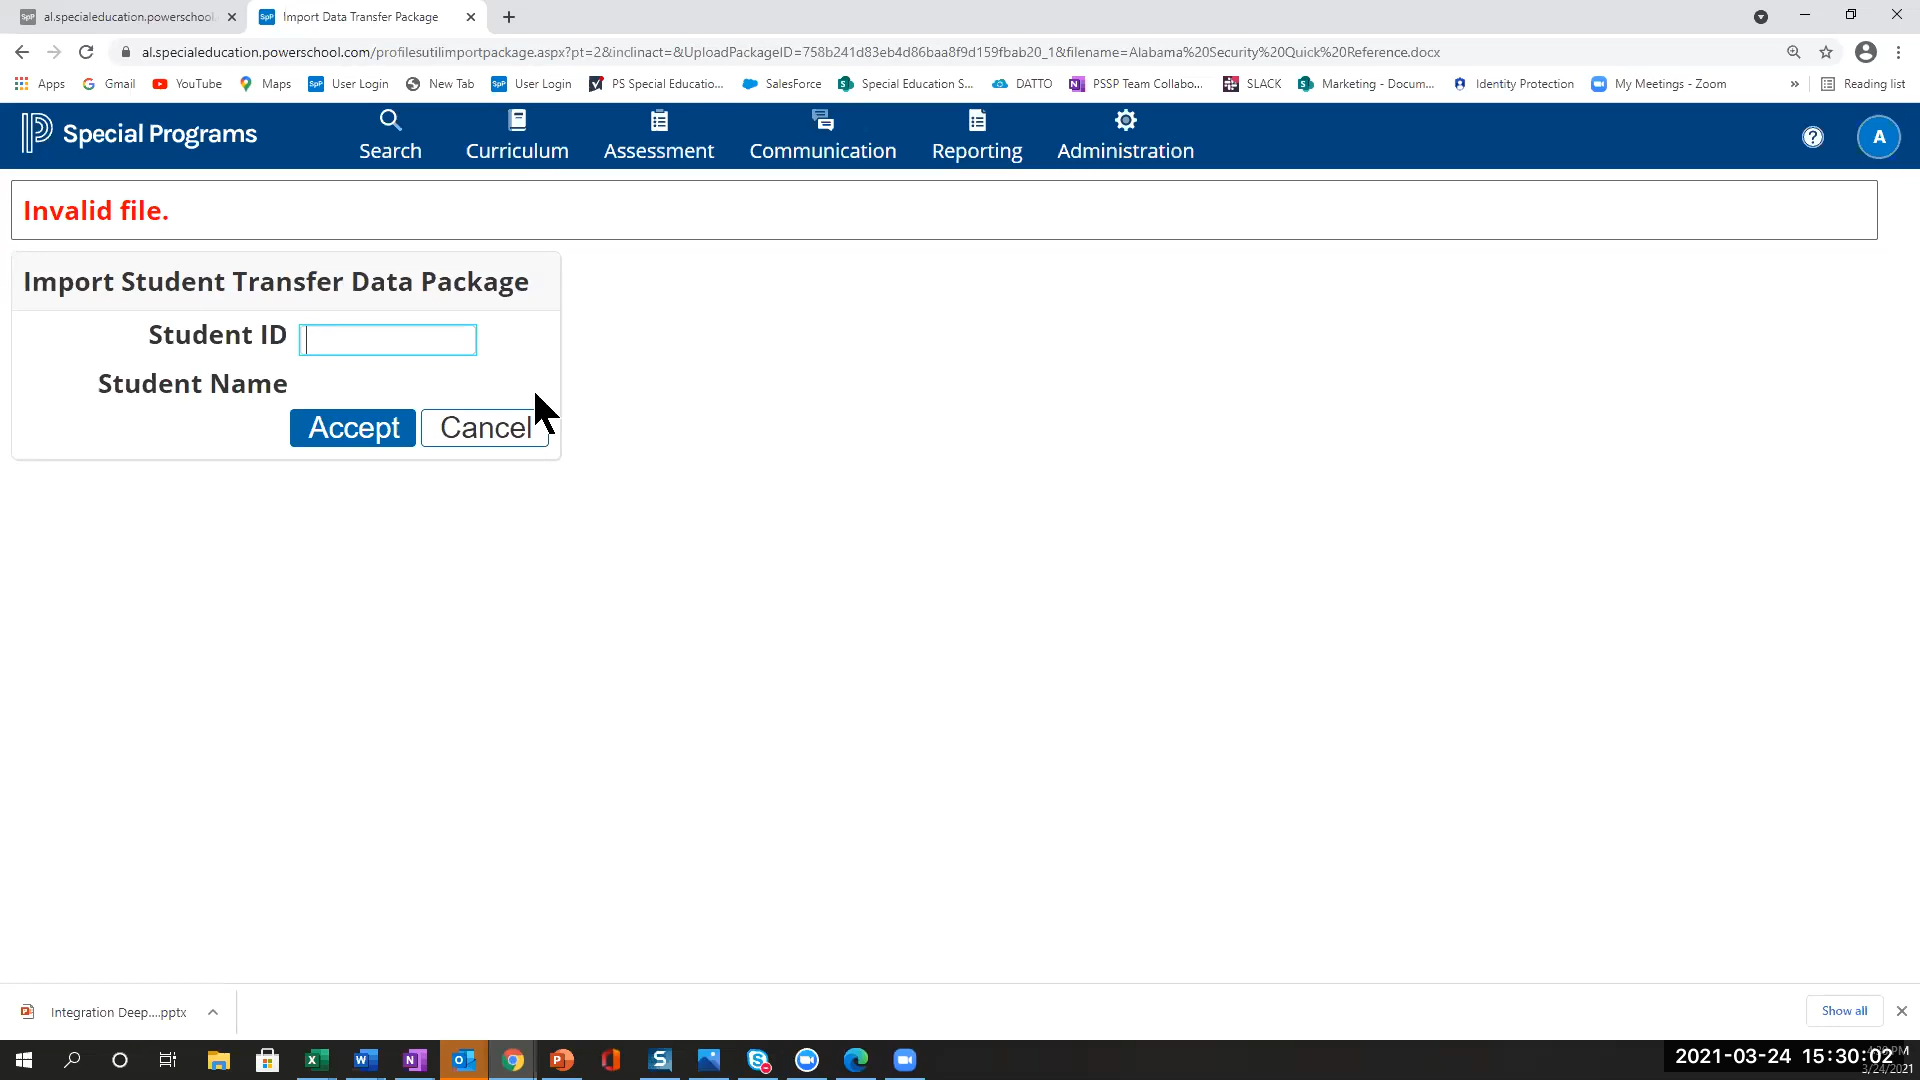 al.specialeducation.powerschool.
Import Data Transfer Package
al.specialeducation.powerschool.com/profilesutilimportpackage.aspx?pt=2&inclinact=&UploadPackageID=758b241d83eb4d86baa8f9d159fbab20_1&filename=Alabama%20Security%20Quick%20Reference.docx
Apps Gmail YouTube Maps User Login New Tab User Login PS Special Educatio... SalesForce Special Education S... DATTO PSSP Team Collabo... SLACK Marketing - Docum... Identity Protection My Meetings - Zoom » Reading list
Special Programs
Search Curriculum Assessment Communication Reporting Administration
A
Invalid file.
Import Student Transfer Data Package
Student ID
Student Name
Accept Cancel
Integration Deep....pptx
Show all
2021-03-24 15:30:02
3/24/2021